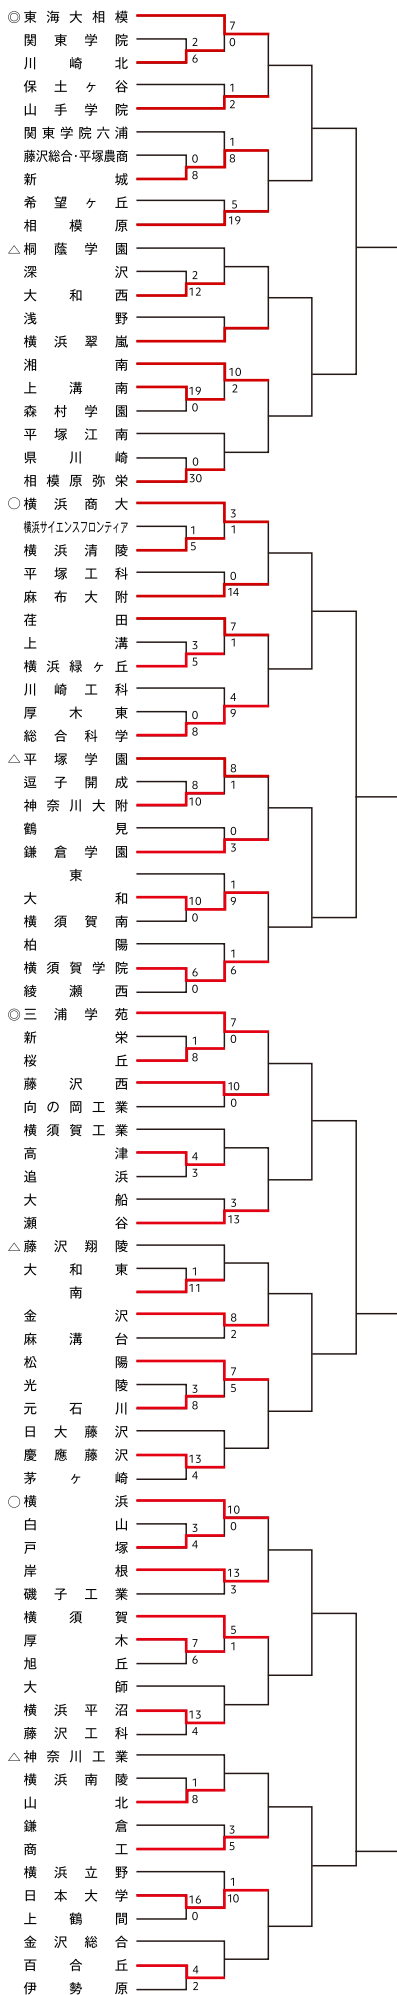 ◎東海大相模
関東学院
川崎北
保土ヶ谷
山手学院
関東学院六浦
藤沢総合・平塚農商
新城
希望ヶ丘
相模原
△桐蔭学園
深沢
大和西
浅野
横浜翠嵐
湘南
上溝南
森村学園
平塚江南
県川崎
相模原弥栄
○横浜商大
横浜サイエンスフロンティア
横浜清陵
平塚工科
麻布大附
荏田
上溝
横浜緑ヶ丘
川崎工科
厚木東
総合科学
△平塚学園
逗子開成
神奈川大附
鶴見
鎌倉学園
東
大和
横須賀南
柏陽
横須賀学院
綾瀬西
◎三浦学苑
新栄
桜丘
藤沢西
向の岡工業
横須賀工業
高津
追浜
大船
瀬谷
△藤沢翔陵
大和東
南
金沢
麻溝台
松陽
光陵
元石川
日大藤沢
慶應藤沢
茅ヶ崎
○横浜
白山
戸塚
岸根
磯子工業
横須賀
厚木
旭丘
大師
横浜平沼
藤沢工科
△神奈川工業
横浜南陵
山北
鎌倉
商工
横浜立野
日本大学
上鶴間
金沢総合
百合丘
伊勢原
7
0
2
6
1
2
1
8
0
8
5
19
2
12
10
2
19
0
0
30
3
1
1
5
0
14
7
1
3
5
4
9
0
8
8
1
8
10
0
3
1
9
10
0
1
6
6
0
7
0
1
8
10
0
4
3
3
13
1
11
8
2
7
5
3
8
13
4
10
0
3
4
13
3
5
1
7
6
13
4
1
8
3
5
1
10
16
0
4
2